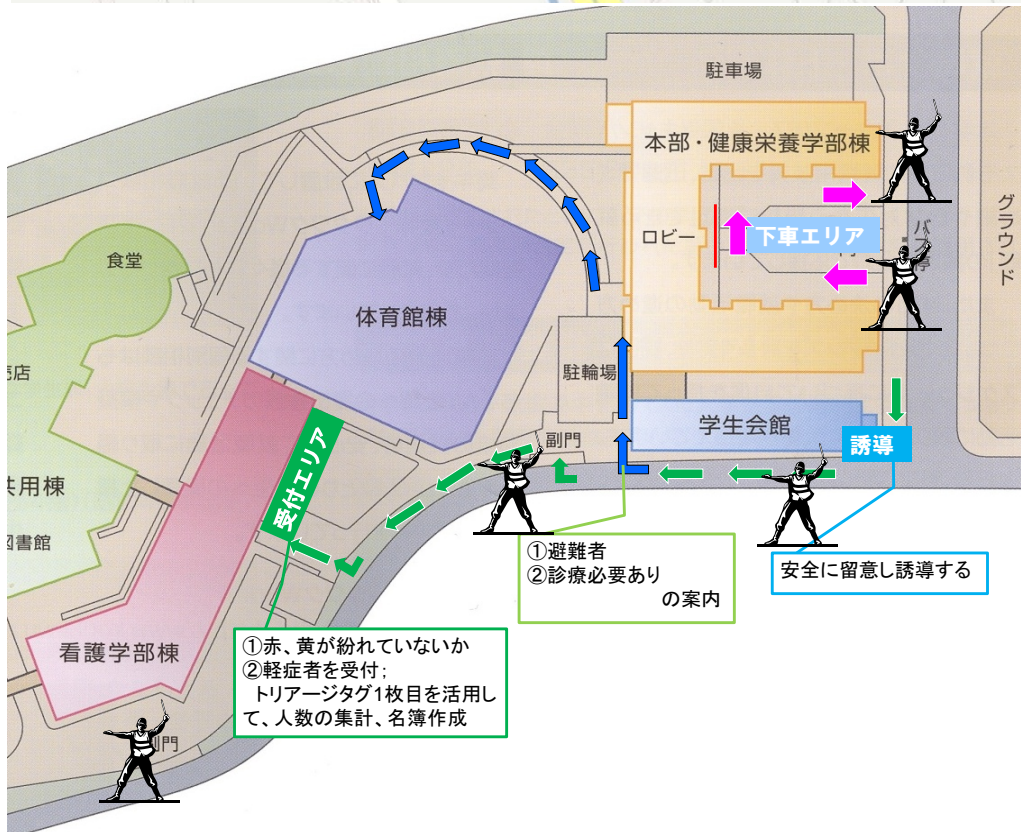 駐車場
本部・健康栄養学部棟
ロビー
下車エリア
バス停
グラウンド
食堂
体育館棟
売店
駐輪場
学生会館
副門
誘導
受付エリア
共用棟
図書館
①避難者
②診療必要あり
の案内
安全に留意し誘導する
看護学部棟
①赤、黄が紛れていないか
②軽症者を受付;
トリアージタグ1枚目を活用し
て、人数の集計、名簿作成
門